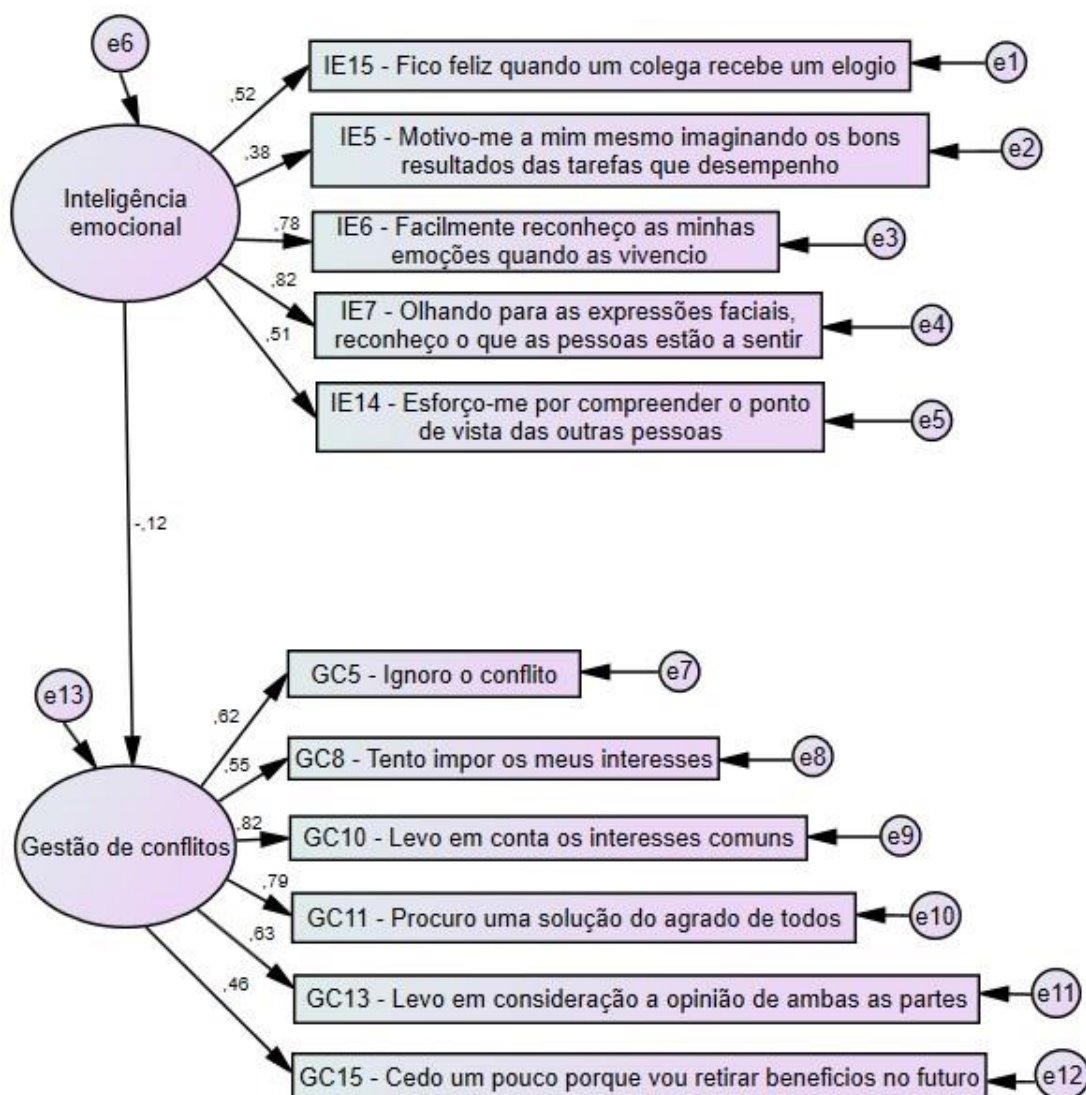 e6
IE15 - Fico feliz quando um colega recebe um elogio
e1
,52
IE5 - Motivo-me a mim mesmo imaginando os bons
resultados das tarefas que desempenho
e2
,38
Inteligência
emocional
IE6 - Facilmente reconheço as minhas
emoções quando as vivencio
e3
,78
IE7 - Olhando para as expressões faciais,
reconheço o que as pessoas estão a sentir
e4
,82
IE14 - Esforço-me por compreender o ponto
de vista das outras pessoas
e5
,51
-,12
GC5 - Ignoro o conflito
e7
e13
,62
GC8 - Tento impor os meus interesses
e8
,55
Gestão de conflitos
GC10 - Levo em conta os interesses comuns
e9
,82
GC11 - Procuro uma solução do agrado de todos
e10
,79
GC13 - Levo em consideração a opinião de ambas as partes
e11
,63
GC15 - Cedo um pouco porque vou retirar beneficios no futuro
e12
,46